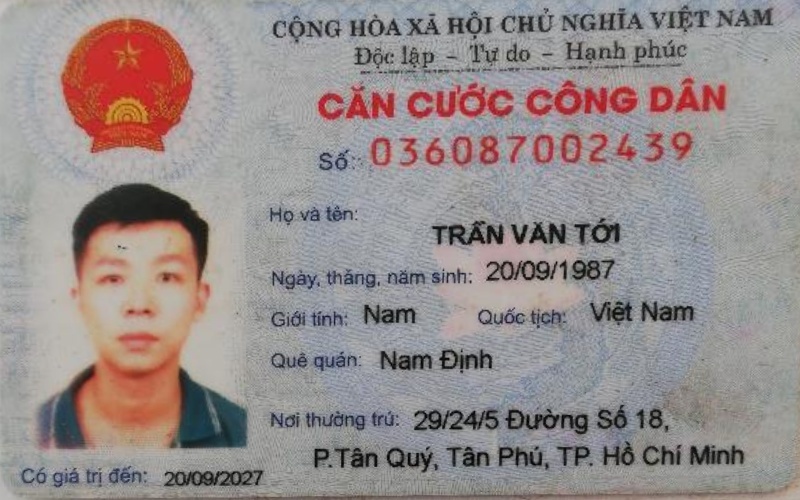 CỘNG HÒA XÃ HỘI CHỦ NGHĨA VIỆT NAM
Độc lập – Tự do – Hạnh phúc
CĂN CƯỚC CÔNG DÂN
Số: 036087002439
Họ và tên:
TRẦN VĂN TỚI
Ngày, tháng, năm sinh: 20/09/1987
Giới tính: Nam Quốc tịch: Việt Nam
Quê quán: Nam Định
Nơi thường trú: 29/24/5 Đường Số 18,
P.Tân Quý, Tân Phú, TP. Hồ Chí Minh
Có giá trị đến: 20/09/2027